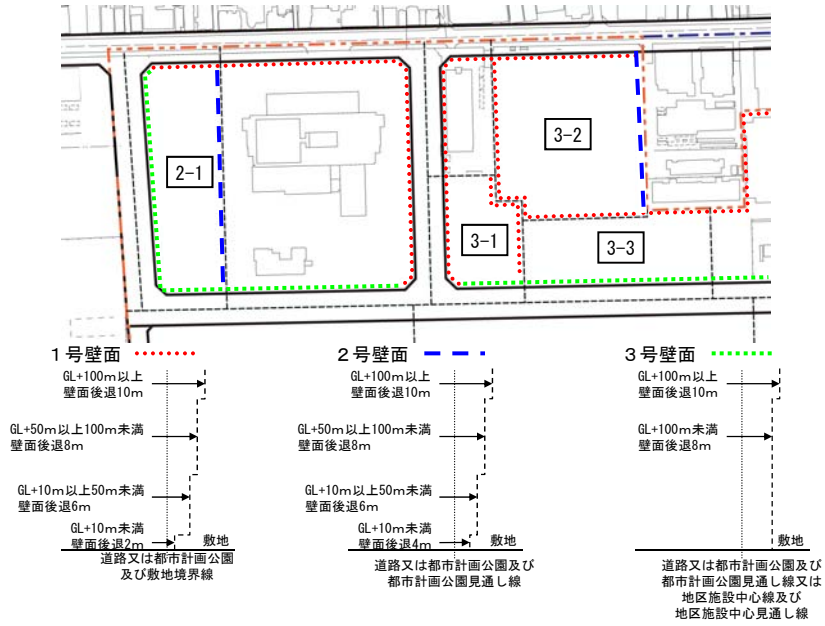 2-1
3-2
3-1
3-3
１号壁面
GL+100m以上
壁面後退10m
GL+50m以上100m未満
壁面後退8m
GL+10m以上50m未満
壁面後退6m
GL+10m未満
壁面後退2m
敷地
道路又は都市計画公園
及び敷地境界線
２号壁面
GL+100m以上
壁面後退10m
GL+50m以上100m未満
壁面後退8m
GL+10m以上50m未満
壁面後退6m
GL+10m未満
壁面後退4m
敷地
道路又は都市計画公園及び
都市計画公園見通し線
３号壁面
GL+100m以上
壁面後退10m
GL+100m未満
壁面後退8m
敷地
道路又は都市計画公園及び
都市計画公園見通し線又は
地区施設中心線及び
地区施設中心見通し線